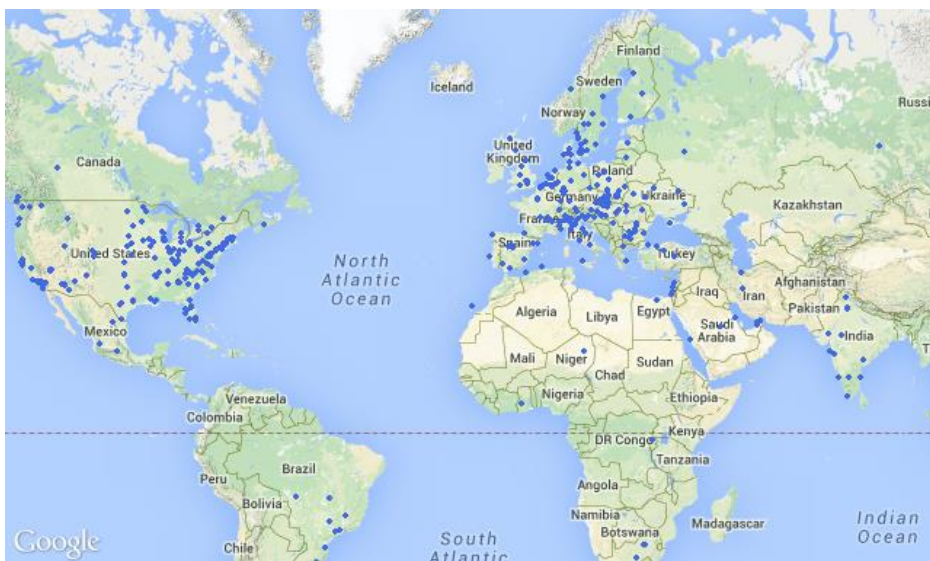 Finland
Iceland
Sweden
Russi
Norway
Canada
United
Kingdom
Poland
Germany
Ukraine
Kazakhstan
France
Italy
United States
Spain
Turkey
North
Atlantic
Ocean
Afghanistan
Iraq
Iran
Pakistan
Algeria
Libya
Egypt
Saudi
Arabia
Mexico
India
Mali
Niger
Sudan
Chad
Nigeria
Ethiopia
Venezuela
Colombia
DR Congo
Kenya
Tanzania
Brazil
Peru
Angola
Bolivia
Namibia
Botswana
Madagascar
Indian
Ocean
Chile
South
Atlantic
Google